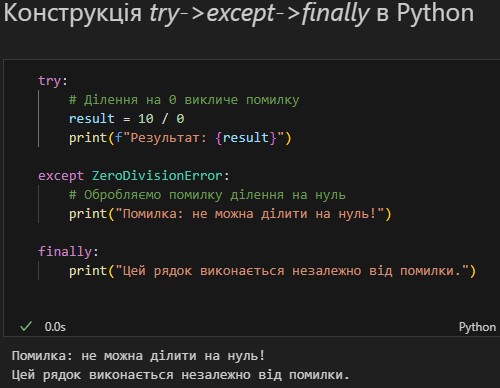 Конструкція try->except->finally в Python
try:
# Ділення на 0 викличе помилку
result = 10 / 0
print(f"Результат: {result}")
except ZeroDivisionError:
# Обробляємо помилку ділення на нуль
print("Помилка: не можна ділити на нуль!")
finally:
print("Цей рядок виконається незалежно від помилки.")
0.0s
Python
Помилка: не можна ділити на нуль!
Цей рядок виконається незалежно від помилки.